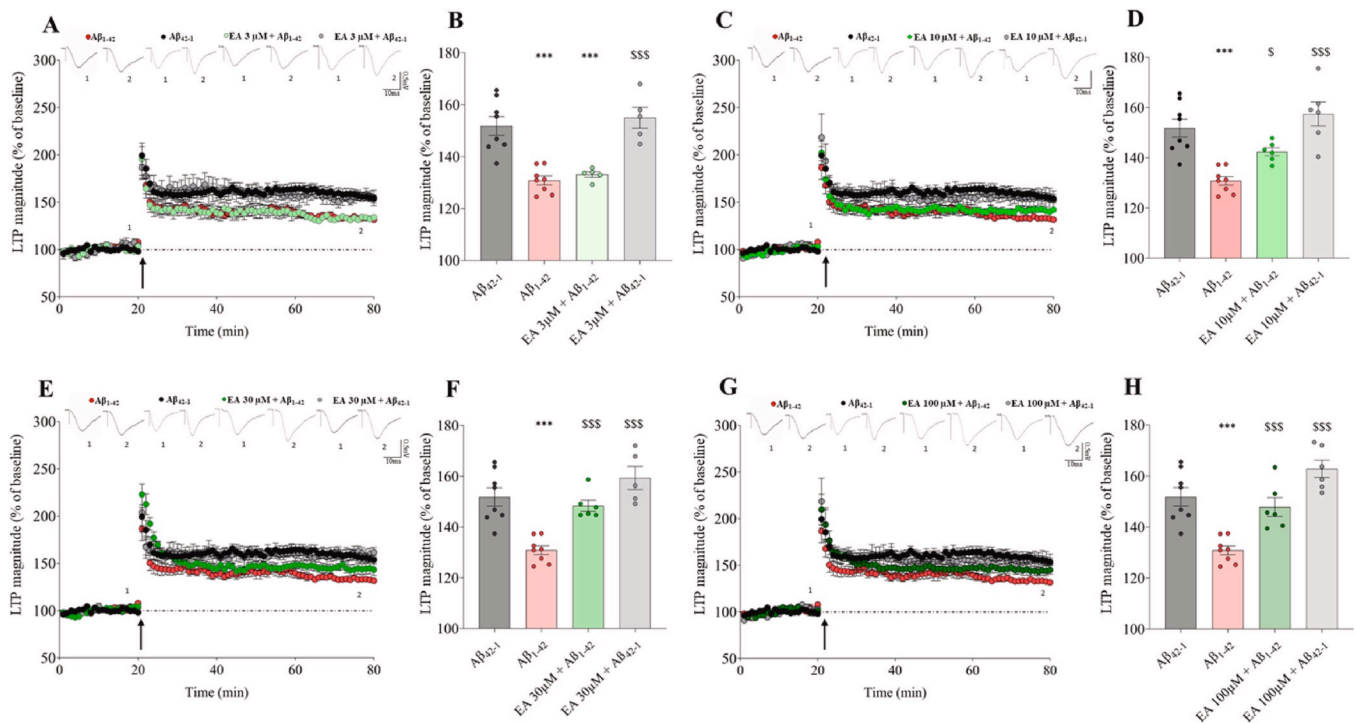 A
Aβ1-42 Aβ42-1 EA 3 µM + Aβ1-42 EA 3 µM + Aβ42-1
1 2 1 2 1 2 1 2
0.5mV
10ms
LTP magnitude (% of baseline)
300
250
200
150
100
50
1
2
0 20 40 60 80
Time (min)
B
LTP magnitude (% of baseline)
180
160
140
120
100
*** *** $$$
Aβ42-1
Aβ1-42
EA 3µM + Aβ1-42
EA 3µM + Aβ42-1
C
Aβ1-42 Aβ42-1 EA 10 µM + Aβ1-42 EA 10 µM + Aβ42-1
1 2 1 2 1 2 1 2
10ms
LTP magnitude (% of baseline)
300
250
200
150
100
50
1
2
0 20 40 60 80
Time (min)
D
LTP magnitude (% of baseline)
180
160
140
120
100
*** $ $$$
Aβ42-1
Aβ1-42
EA 10µM + Aβ1-42
EA 10µM + Aβ42-1
E
Aβ1-42 Aβ42-1 EA 30 µM + Aβ1-42 EA 30 µM + Aβ42-1
1 2 1 2 1 2 1 2
0.5mV
10ms
LTP magnitude (% of baseline)
300
250
200
150
100
50
1
2
0 20 40 60 80
Time (min)
F
LTP magnitude (% of baseline)
180
160
140
120
100
*** $$$ $$$
Aβ42-1
Aβ1-42
EA 30µM + Aβ1-42
EA 30µM + Aβ42-1
G
Aβ1-42 Aβ42-1 EA 100 µM + Aβ1-42 EA 100 µM + Aβ42-1
1 2 1 2 1 2 1 2
0.5mV
10ms
LTP magnitude (% of baseline)
300
250
200
150
100
50
1
2
0 20 40 60 80
Time (min)
H
LTP magnitude (% of baseline)
180
160
140
120
100
*** $$$ $$$
Aβ42-1
Aβ1-42
EA 100µM + Aβ1-42
EA 100µM + Aβ42-1